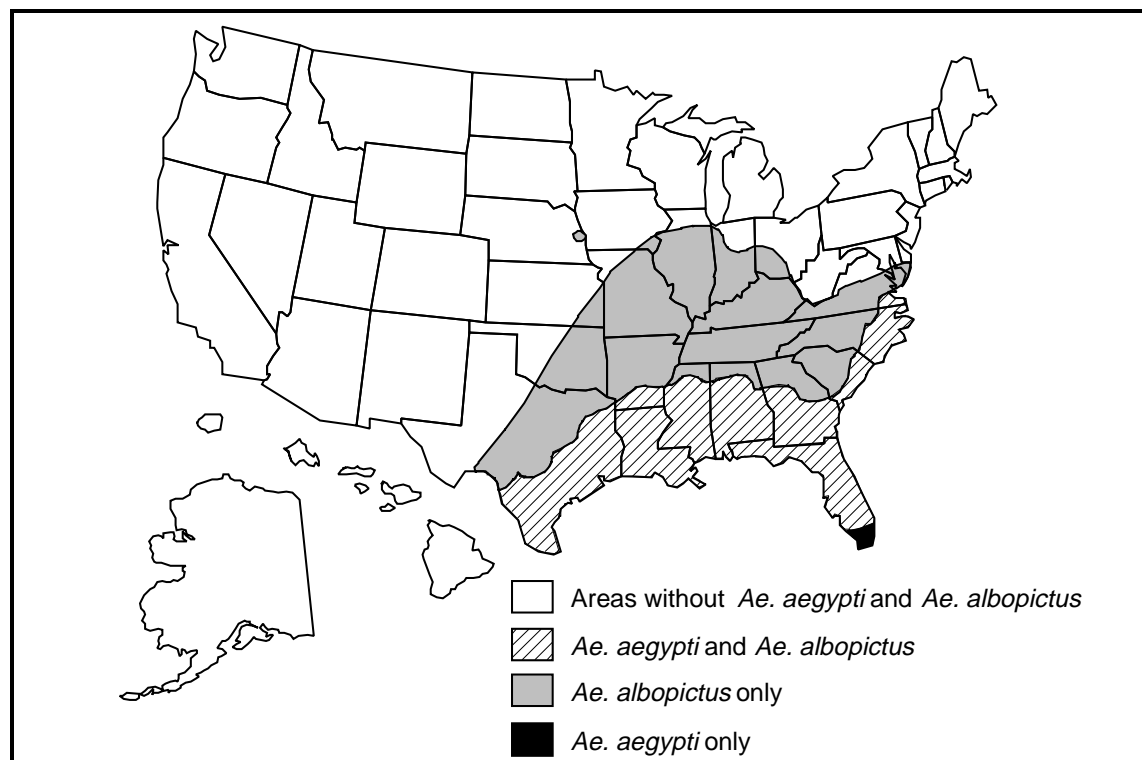 Areas without Ae. aegypti and Ae. albopictus
Ae. aegypti and Ae. albopictus
Ae. albopictus only
Ae. aegypti only